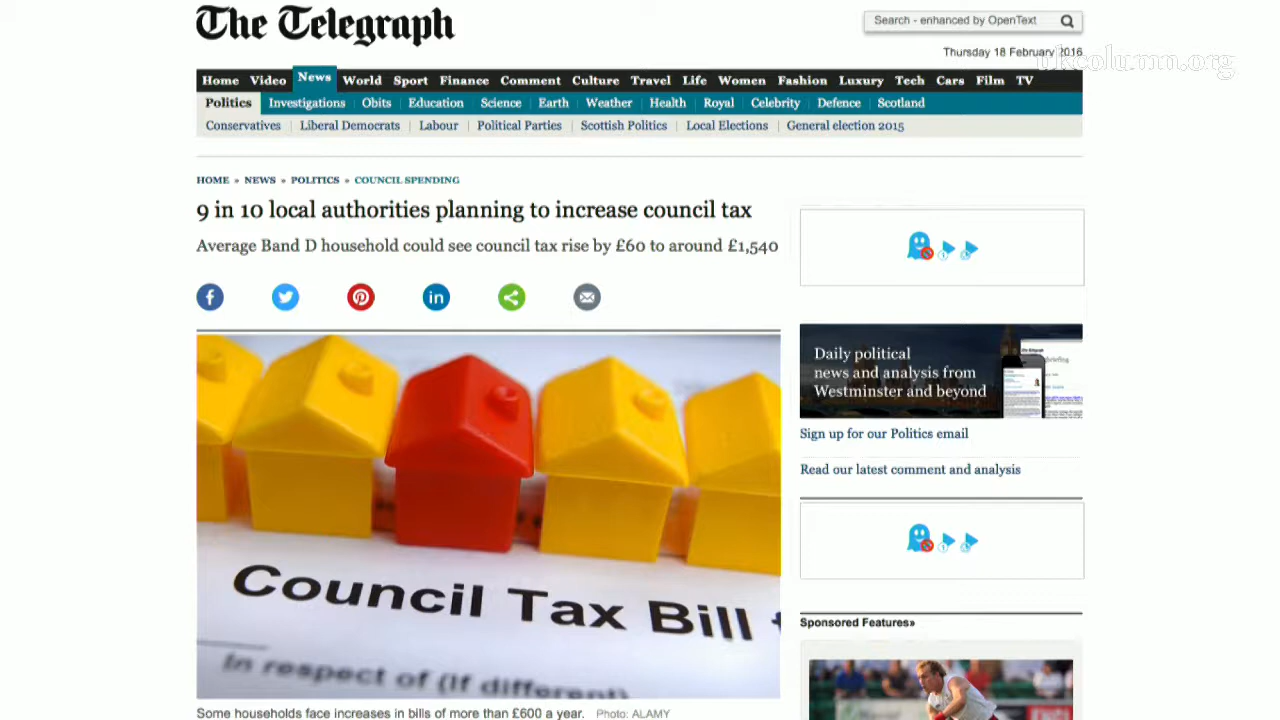 The Telegraph
Search - enhanced by OpenText
Thursday 18 February 2016
ukcolumn.org
Home Video News World Sport Finance Comment Culture Travel Life Women Fashion Luxury Tech Cars Film TV
Politics Investigations Obits Education Science Earth Weather Health Royal Celebrity Defence Scotland
Conservatives Liberal Democrats Labour Political Parties Scottish Politics Local Elections General election 2015
HOME » NEWS » POLITICS » COUNCIL SPENDING
9 in 10 local authorities planning to increase council tax
Average Band D household could see council tax rise by £60 to around £1,540
Council Tax Bill
In respect of (If different)
Some households face increases in bills of more than £600 a year. Photo: ALAMY
Daily political
news and analysis from
Westminster and beyond
Sign up for our Politics email
Read our latest comment and analysis
Sponsored Features»